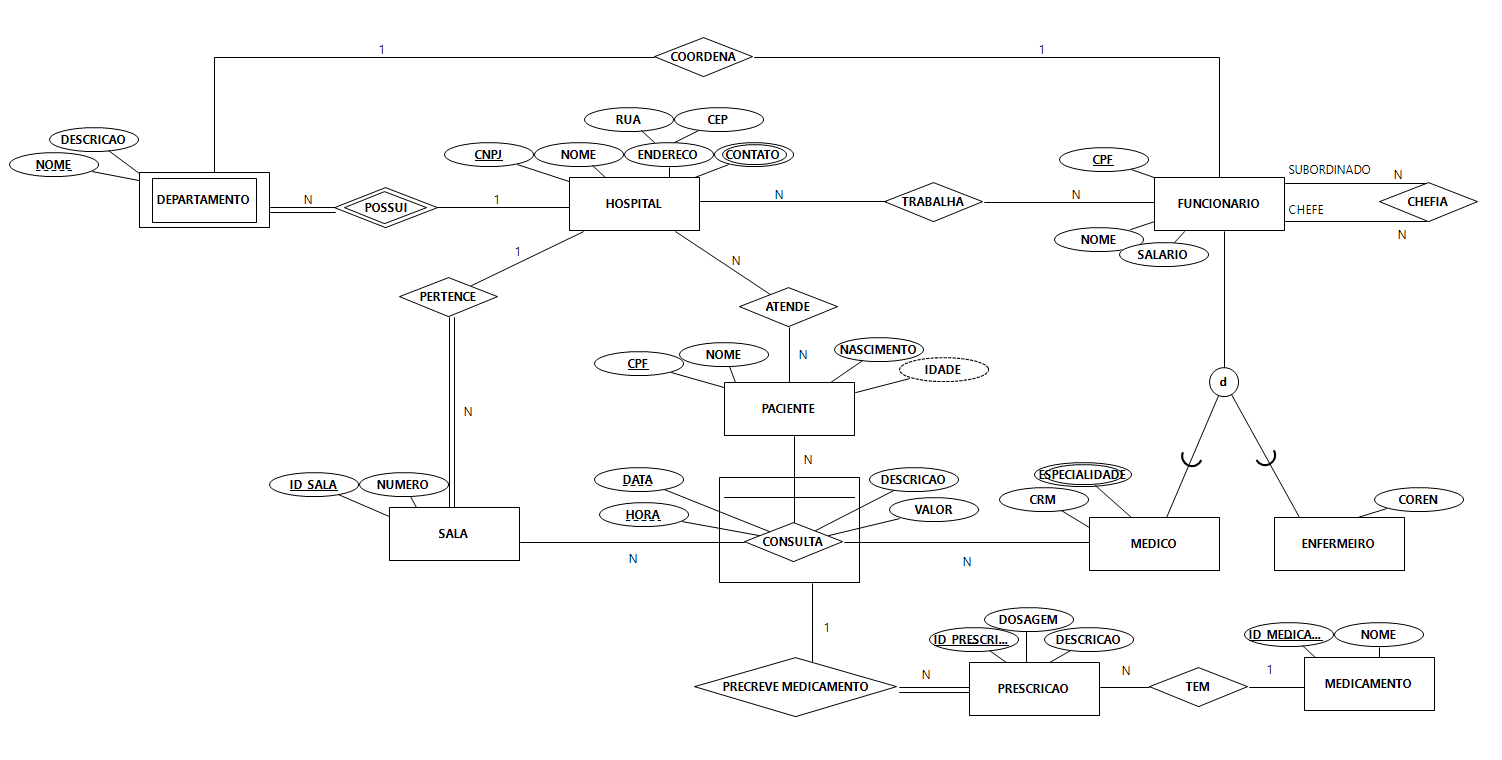 1
COORDENA
1
RUA
CEP
DESCRICAO
NOME
CNPJ
NOME
ENDERECO
CONTATO
CPF
SUBORDINADO
N
DEPARTAMENTO
N
POSSUI
1
HOSPITAL
N
TRABALHA
N
FUNCIONARIO
CHEFE
CHEFIA
N
NOME
SALARIO
1
N
PERTENCE
ATENDE
N
CPF
NOME
NASCIMENTO
IDADE
d
PACIENTE
N
N
ID_SALA
NUMERO
DATA
HORA
DESCRICAO
VALOR
ESPECIALIDADE
CRM
COREN
SALA
N
CONSULTA
N
MEDICO
ENFERMEIRO
1
DOSAGEM
ID_PRESCRI...
DESCRICAO
ID_MEDICA...
NOME
PRECREVE MEDICAMENTO
N
PRESCRICAO
N
TEM
1
MEDICAMENTO